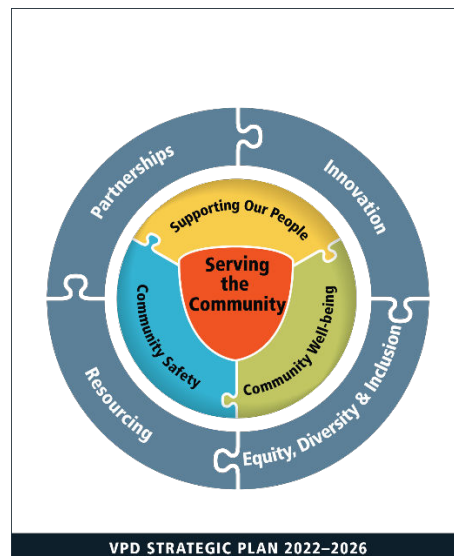 Partnerships
Innovation
Supporting Our People
Serving
the
Community
Community Safety
Community Well-being
Resourcing
Equity, Diversity & Inclusion
VPD STRATEGIC PLAN 2022–2026